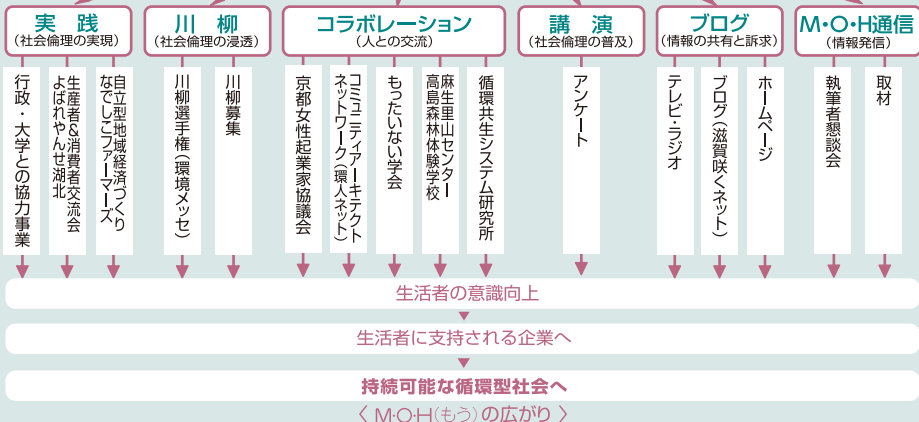 実践
(社会倫理の実現)
川柳
(社会倫理の浸透)
コラボレーション
(人との交流)
講演
(社会倫理の普及)
ブログ
(情報の共有と訴求)
M・O・H通信
(情報発信)
行政・大学との協力事業
生産者&消費者交流会
よばれやんせ湖北
自立型地域経済づくり
なでしこファーマーズ
川柳選手権(環境メッセ)
川柳募集
京都女性起業家協議会
コミュニティアーキテクト
ネットワーク(環人ネット)
もったいない学会
麻生里山センター
高島森林体験学校
循環共生システム研究所
アンケート
テレビ・ラジオ
ブログ(滋賀咲くネット)
ホームページ
執筆者懇談会
取材
生活者の意識向上
生活者に支持される企業へ
持続可能な循環型社会へ
〈 M・O・H(もう)の広がり 〉